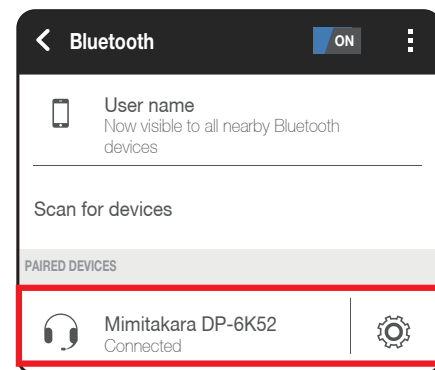 Bluetooth
ON
User name
Now visible to all nearby Bluetooth
devices
Scan for devices
PAIRED DEVICES
Mimitakara DP-6K52
Connected